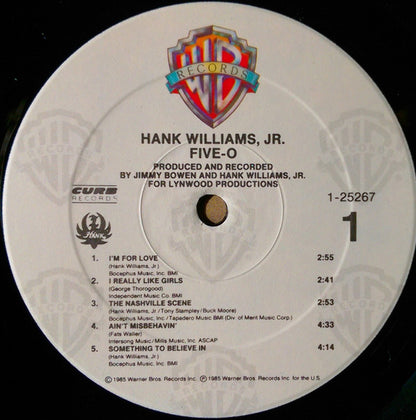 WB
RECORDS
HANK WILLIAMS, JR.
FIVE-O
PRODUCED AND RECORDED
BY JIMMY BOWEN AND HANK WILLIAMS, JR.
FOR LYNWOOD PRODUCTIONS
CURB
RECORDS
1-25267
1
HANK
1. I'M FOR LOVE 2:55
(Hank Williams, Jr.)
Bocephus Music, Inc. BMI
2. I REALLY LIKE GIRLS 2:41
(George Thorogood)
Independent Music Co. BMI
3. THE NASHVILLE SCENE 2:53
(Hank Williams, Jr./Tony Stampley/Buck Moore)
Bocephus Music, Inc./Tapadero Music BMI (Div. of Merit Music Corp.)
4. AIN'T MISBEHAVIN' 4:33
(Fats Waller)
Intersong Music/Mills Music, Inc. ASCAP
5. SOMETHING TO BELIEVE IN 4:14
(Hank Williams, Jr.)
Bocephus Music, Inc. BMI
©1985 Warner Bros. Records Inc. ℗1985 Warner Bros. Records Inc. for the U.S.